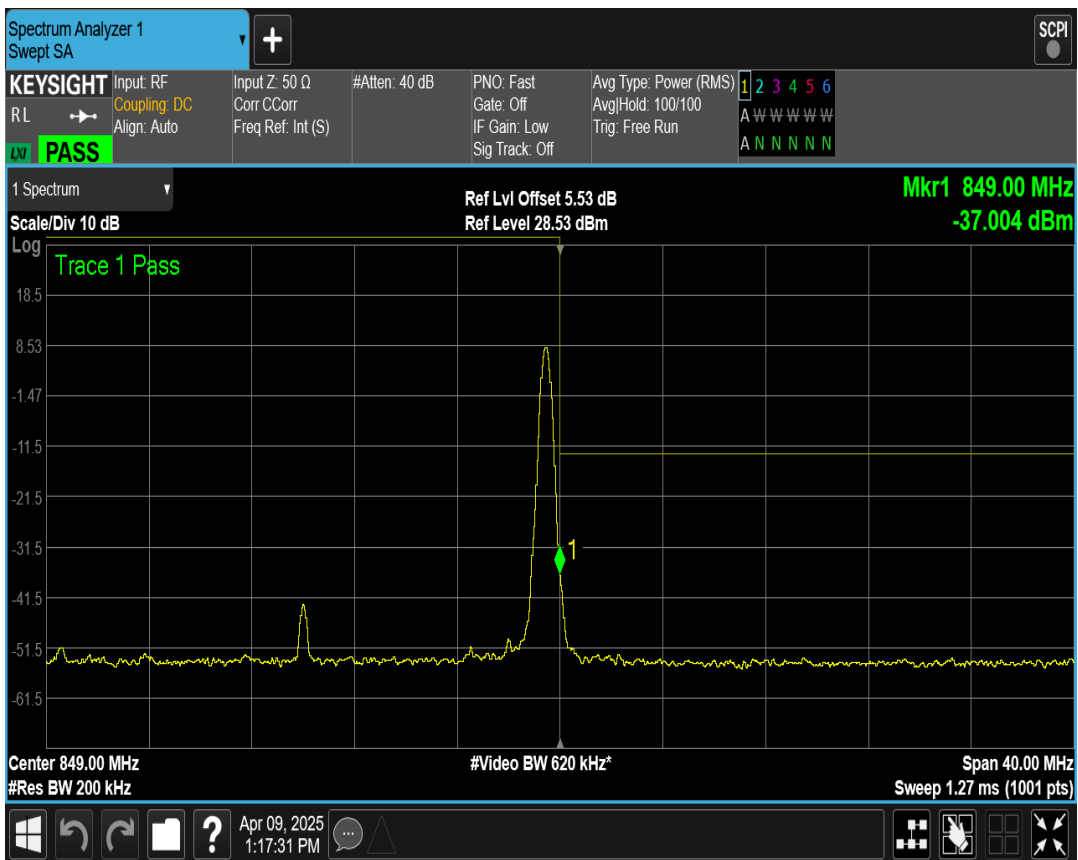 Spectrum Analyzer 1
Swept SA
SCPI
KEYSIGHT
R L
LXI PASS
Input: RF
Coupling: DC
Align: Auto
Input Z: 50 Ω
Corr CCorr
Freq Ref: Int (S)
#Atten: 40 dB
PNO: Fast
Gate: Off
IF Gain: Low
Sig Track: Off
Avg Type: Power (RMS)
Avg|Hold: 100/100
Trig: Free Run
1 2 3 4 5 6
A W W W W W
A N N N N N
1 Spectrum
Scale/Div 10 dB
Ref Lvl Offset 5.53 dB
Ref Level 28.53 dBm
Mkr1 849.00 MHz
-37.004 dBm
Log
Trace 1 Pass
18.5
8.53
-1.47
-11.5
-21.5
-31.5
1
-41.5
-51.5
-61.5
Center 849.00 MHz
#Video BW 620 kHz*
Span 40.00 MHz
#Res BW 200 kHz
Sweep 1.27 ms (1001 pts)
?
Apr 09, 2025
1:17:31 PM